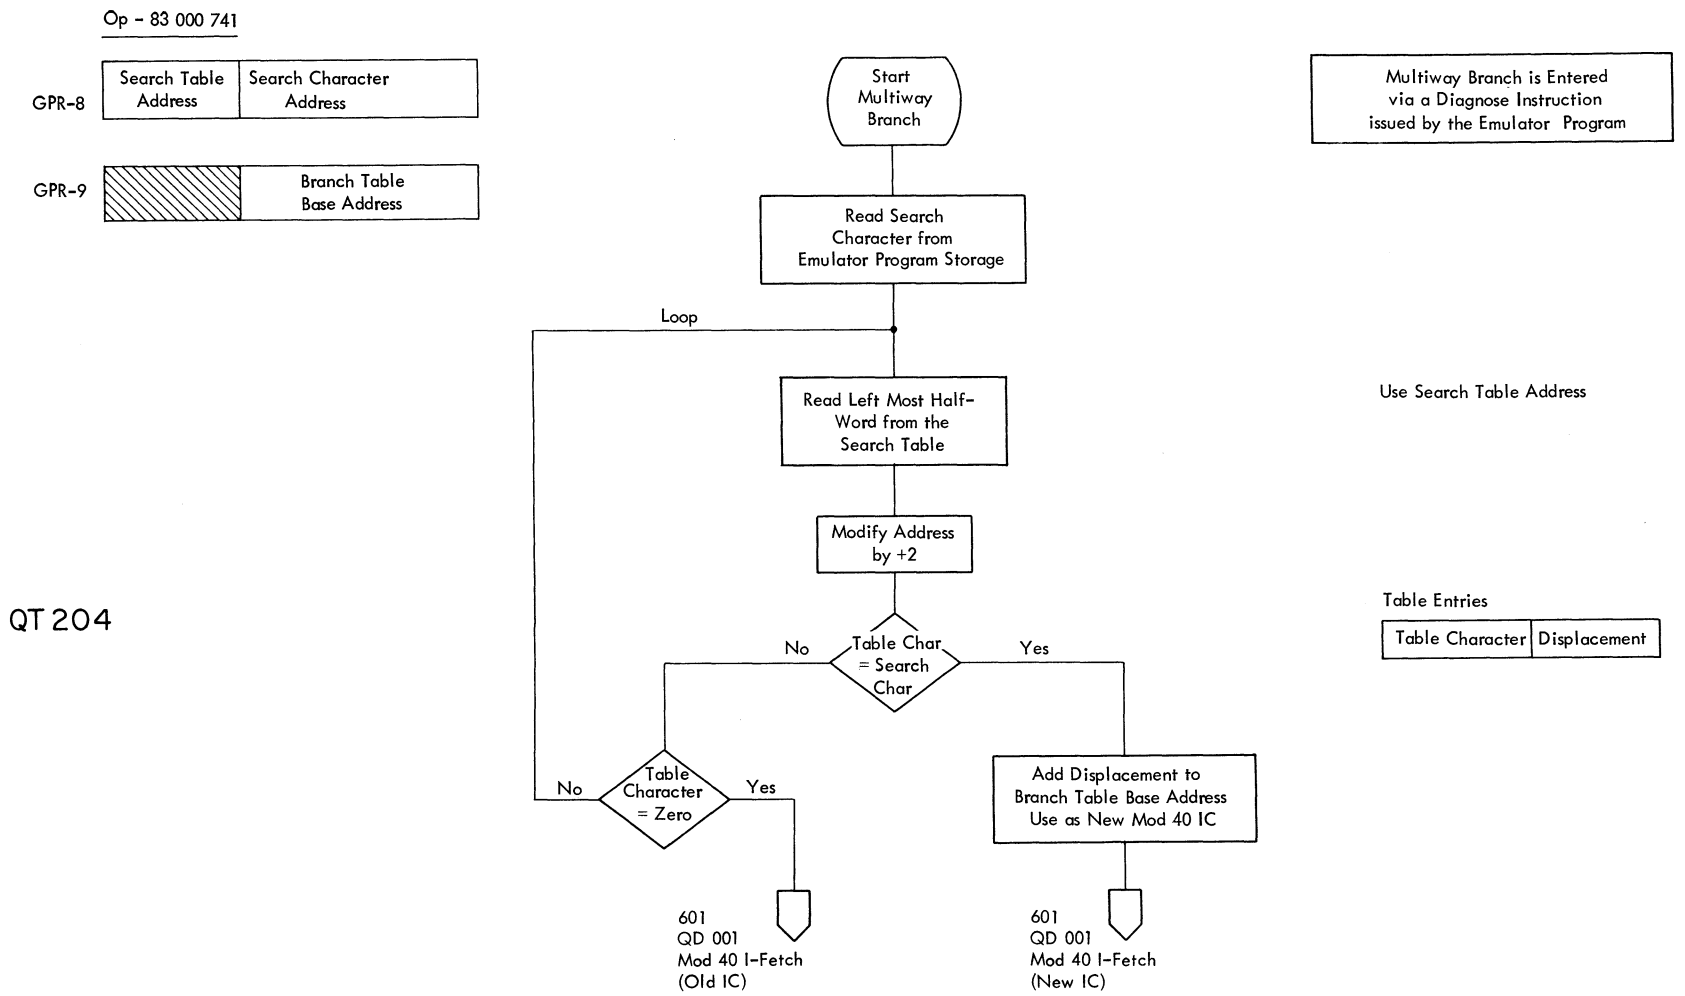 Op - 83 000 741
GPR-8
Search Table
Address
Search Character
Address
GPR-9
Branch Table
Base Address
Start
Multiway
Branch
Multiway Branch is Entered
via a Diagnose Instruction
issued by the Emulator Program
Read Search
Character from
Emulator Program Storage
Loop
Read Left Most Half-
Word from the
Search Table
Use Search Table Address
Modify Address
by +2
QT 204
Table Entries
Table Character
Displacement
No
Table Char
= Search
Char
Yes
No
Table
Character
= Zero
Yes
Add Displacement to
Branch Table Base Address
Use as New Mod 40 IC
601
QD 001
Mod 40 I-Fetch
(Old IC)
601
QD 001
Mod 40 I-Fetch
(New IC)